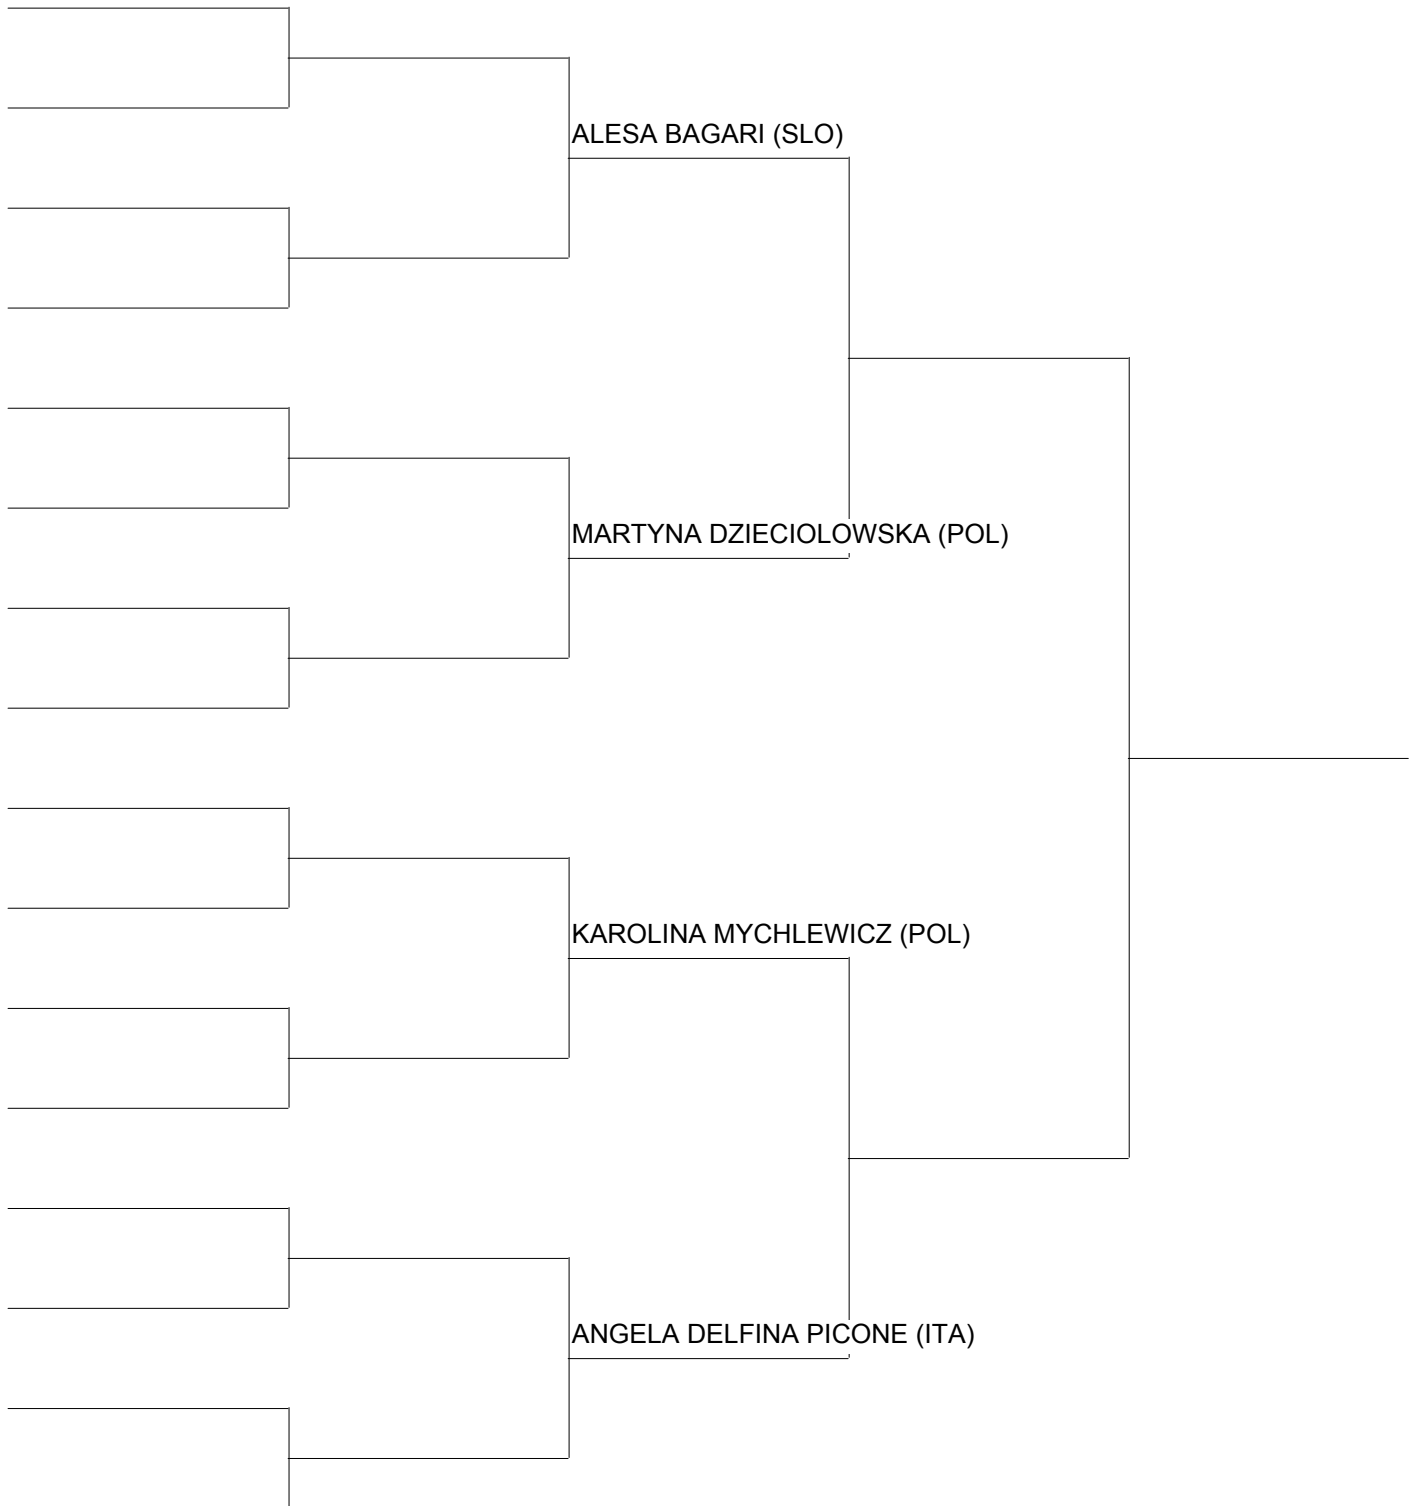 ALESA BAGARI (SLO)
MARTYNA DZIECIOLOWSKA (POL)
KAROLINA MYCHLEWICZ (POL)
ANGELA DELFINA PICONE (ITA)